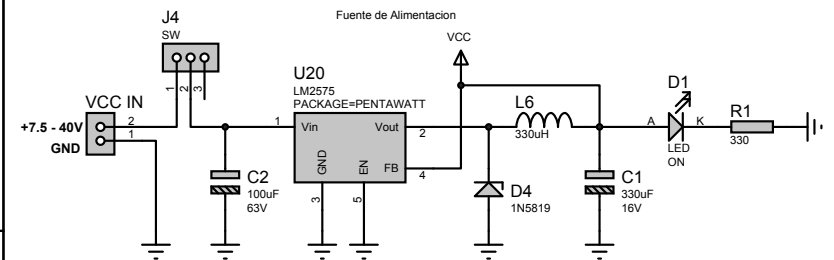 Fuente de Alimentacion
J4
SW
1
2
3
VCC IN
+7.5 - 40V
GND
2
1
U20
LM2575
PACKAGE=PENTAWATT
1
Vin
Vout
2
GND
EN
FB
4
3
5
C2
100uF
63V
VCC
L6
330uH
D4
1N5819
C1
330uF
16V
D1
A
K
LED
ON
R1
330